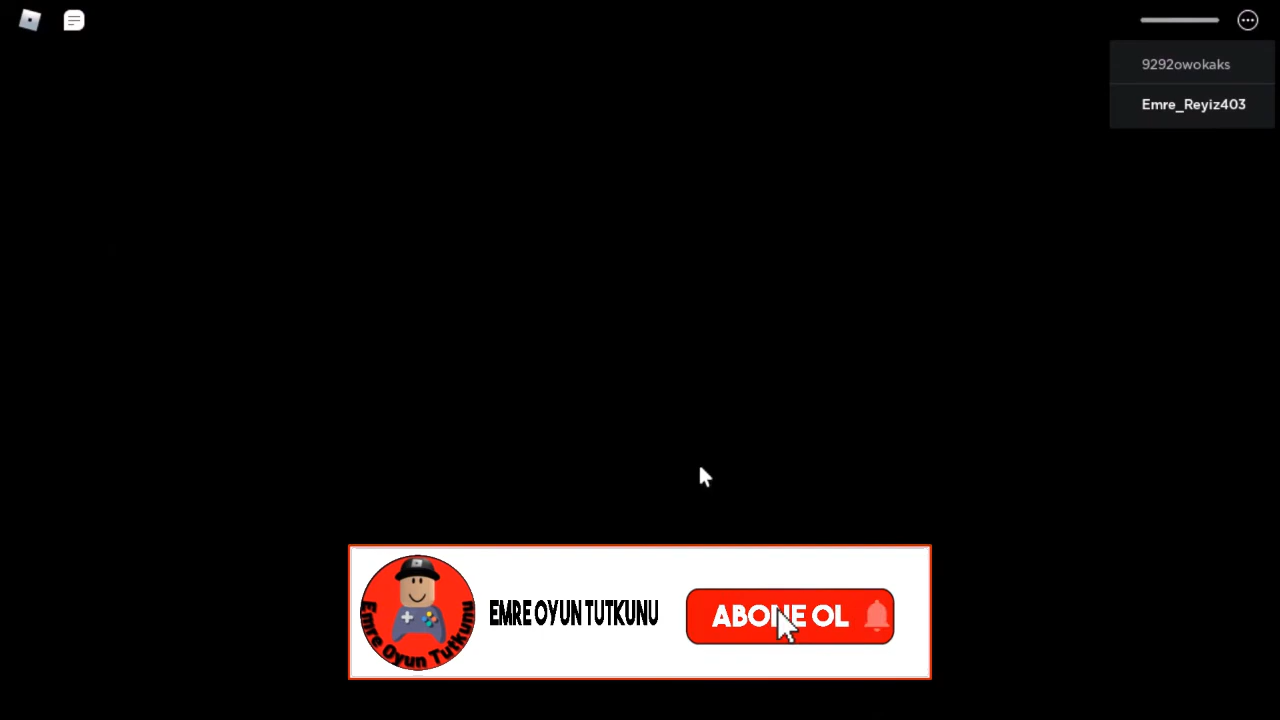 9292owokaks
Emre_Reyiz403
Emre Oyun Tutkunu
EMRE OYUN TUTKUNU
ABONE OL